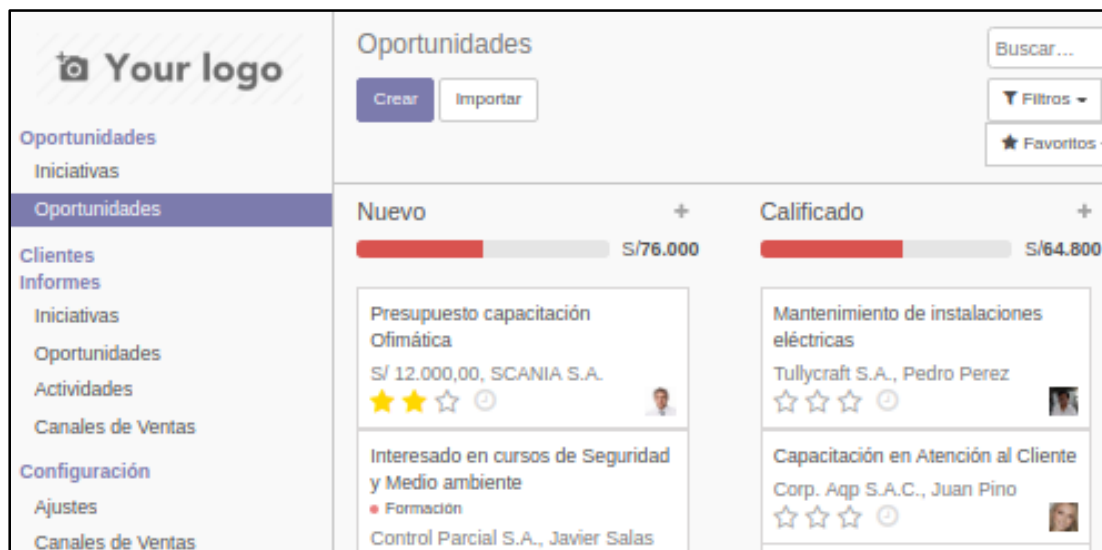 Your logo
Oportunidades
Iniciativas
Oportunidades
Clientes
Informes
Iniciativas
Oportunidades
Actividades
Canales de Ventas
Configuración
Ajustes
Canales de Ventas
Oportunidades
Buscar...
Crear
Importar
Filtros
Favoritos
Nuevo +
S/76.000
Presupuesto capacitación
Ofimática
S/ 12.000,00, SCANIA S.A.
Interesado en cursos de Seguridad
y Medio ambiente
Formación
Control Parcial S.A., Javier Salas
Calificado +
S/64.800
Mantenimiento de instalaciones
eléctricas
Tullycraft S.A., Pedro Perez
Capacitación en Atención al Cliente
Corp. Aqp S.A.C., Juan Pino